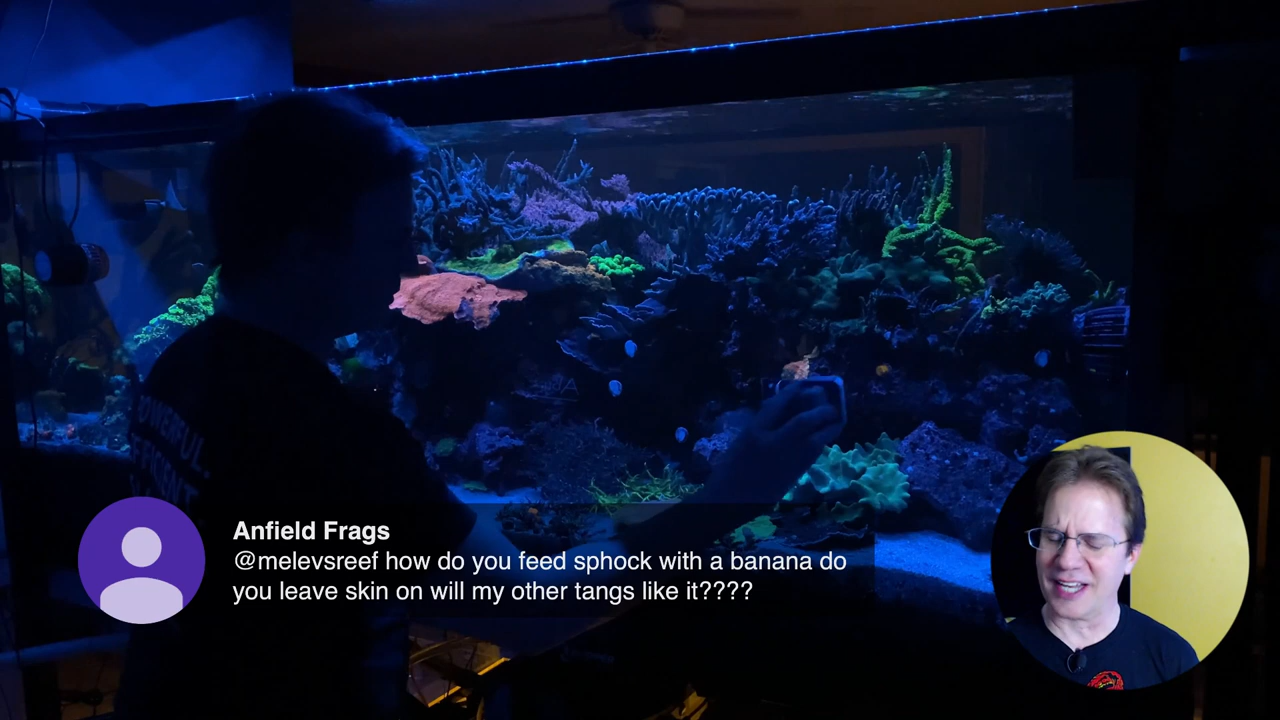 Anfield Frags
@melevsreef how do you feed sphock with a banana do
you leave skin on will my other tangs like it????